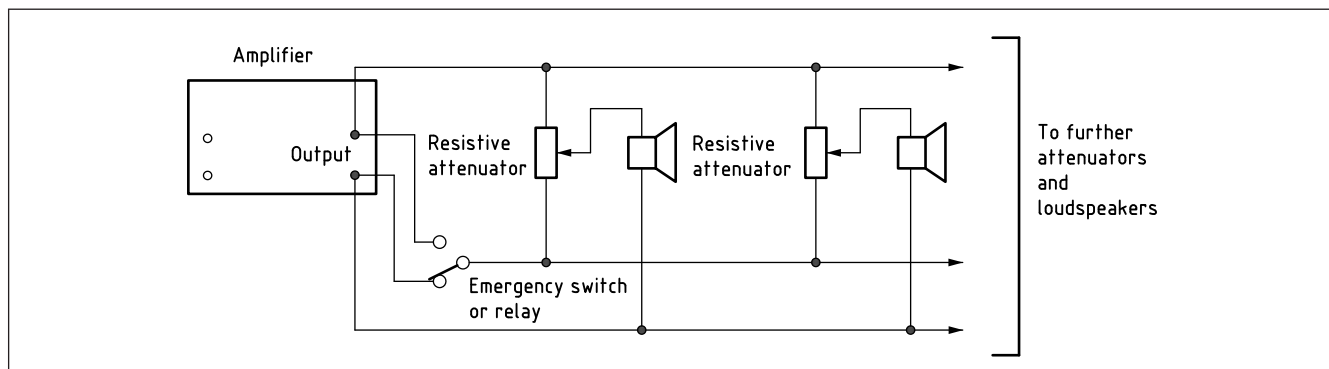 Amplifier
Output
Resistive
attenuator
Resistive
attenuator
Emergency switch
or relay
To further
attenuators
and
loudspeakers